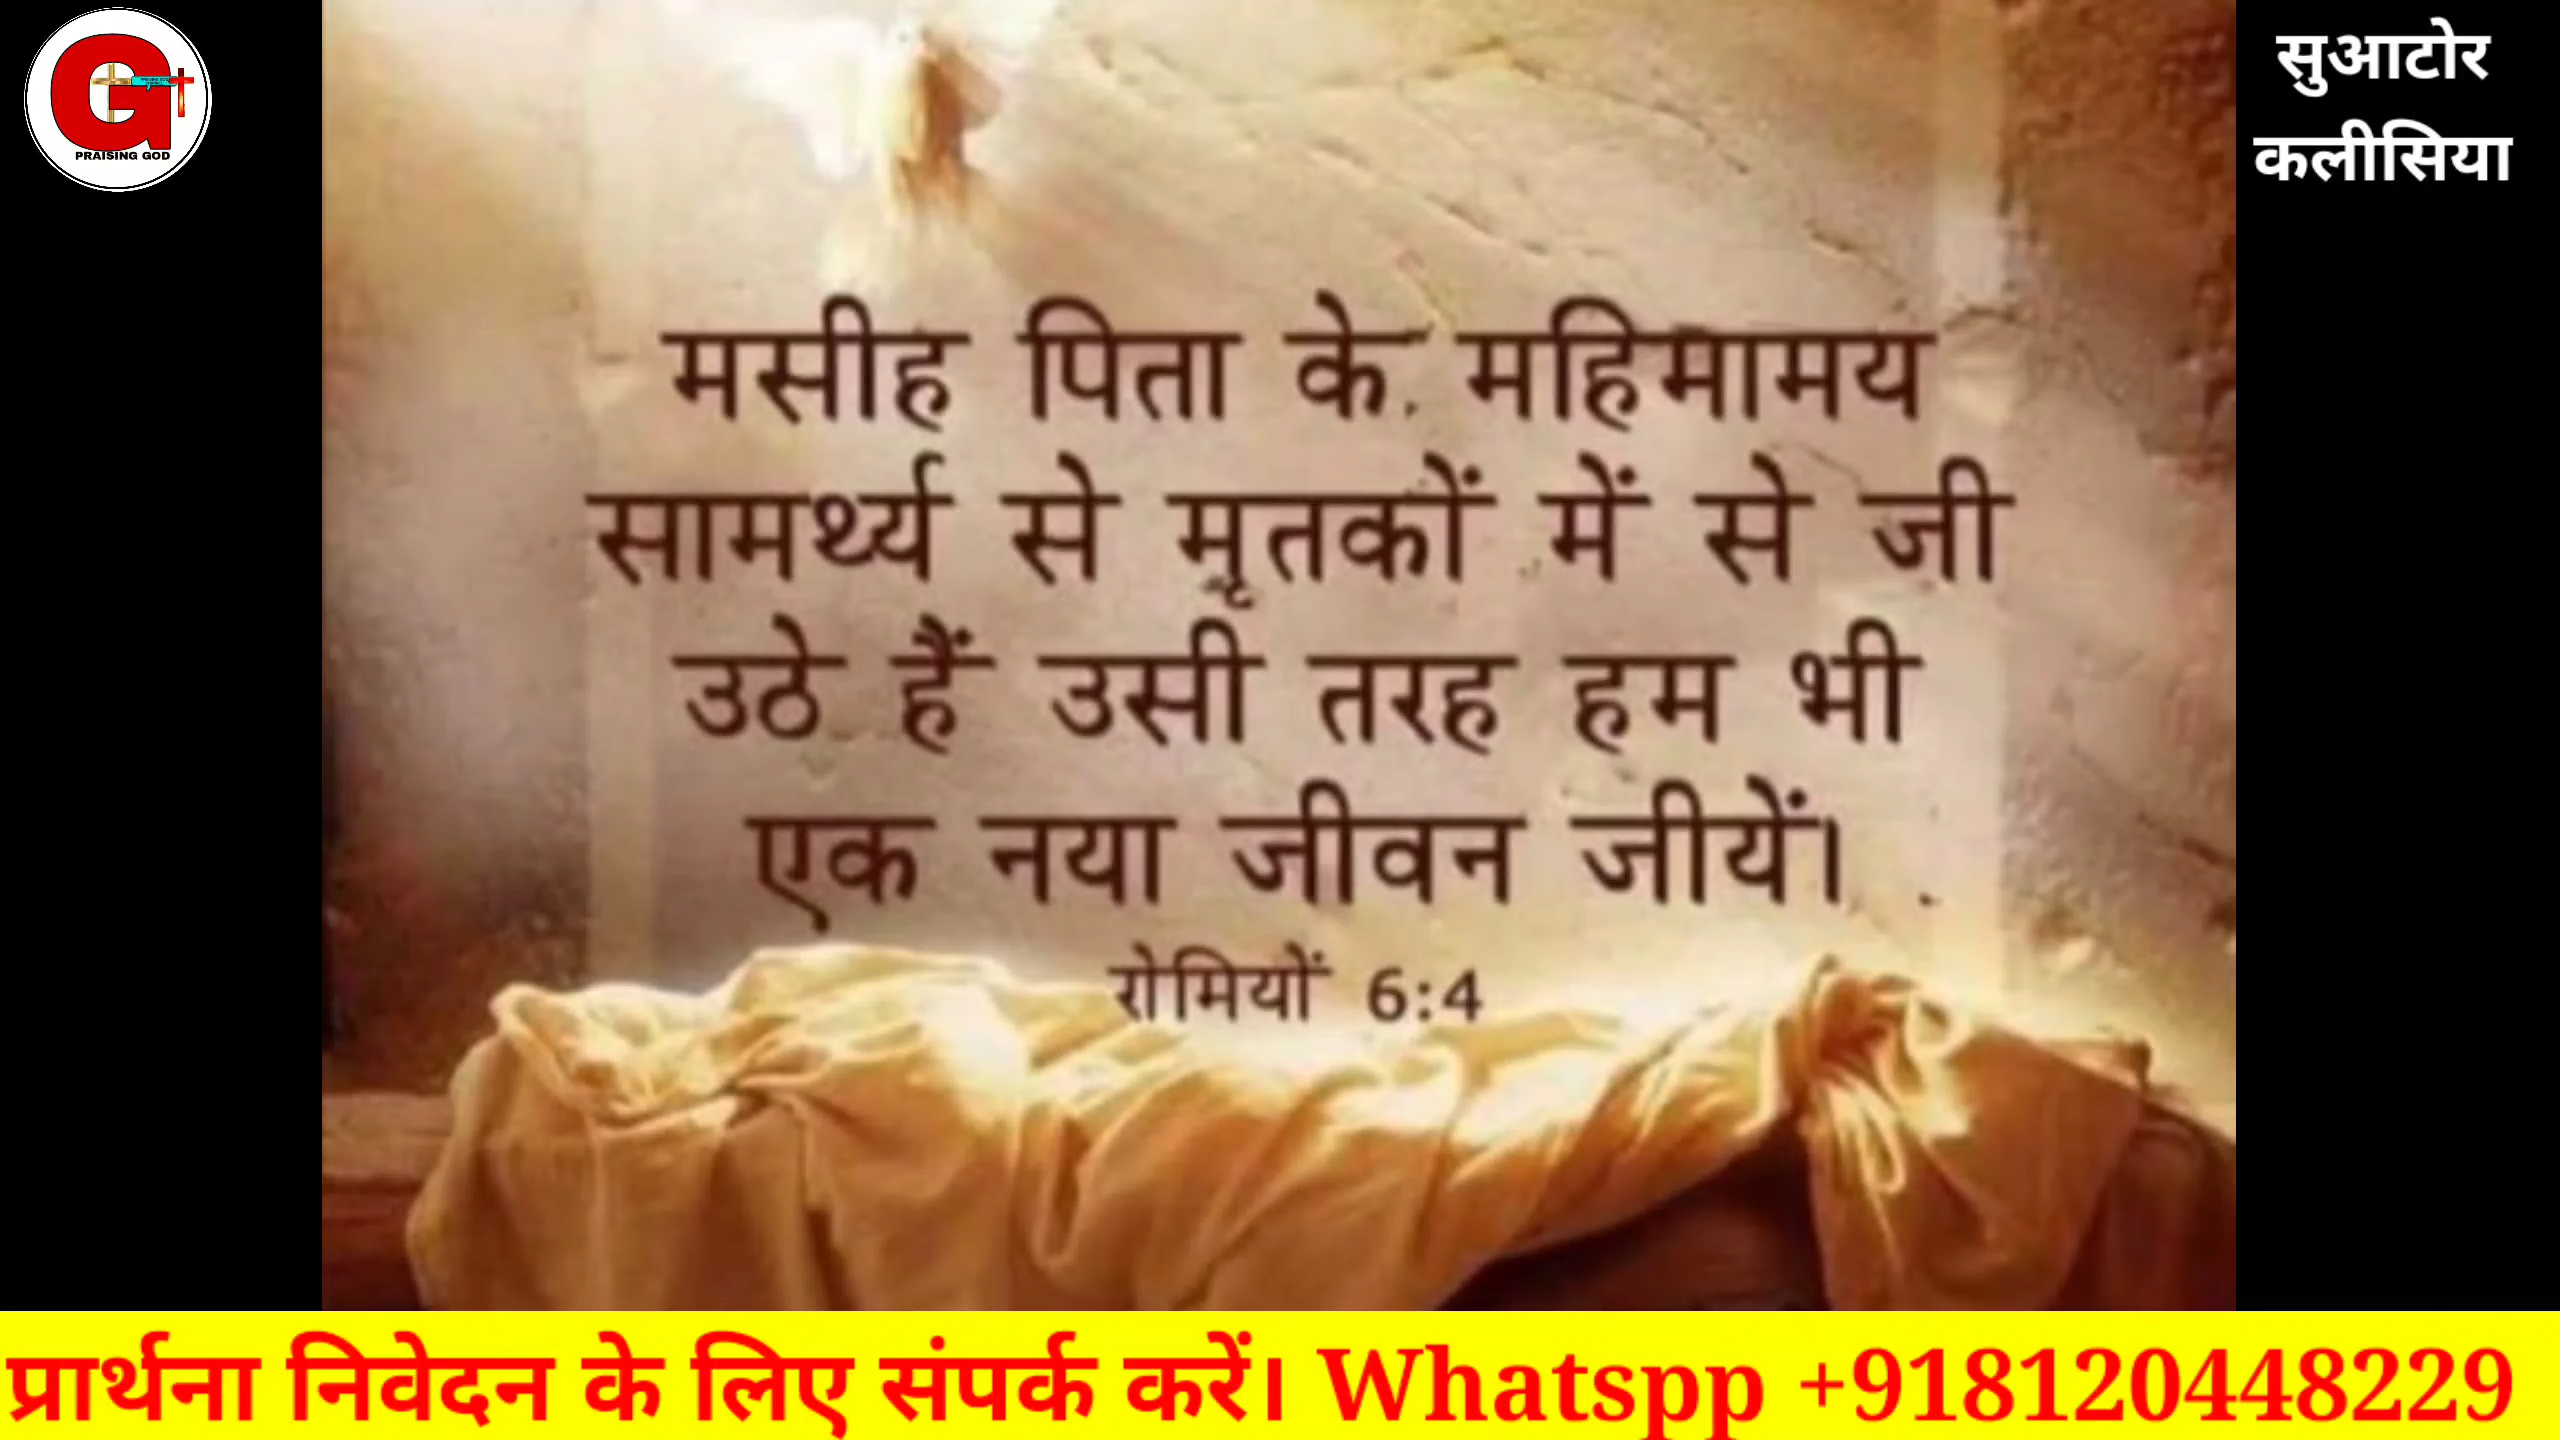 PRAISING GOD
सुआटोर
कलीसिया
मसीह पिता के महिमामय
सामर्थ्य से मृतकों में से जी
उठे हैं उसी तरह हम भी
एक नया जीवन जीयें।
रोमियों 6:4
प्रार्थना निवेदन के लिए संपर्क करें। Whatspp +918120448229